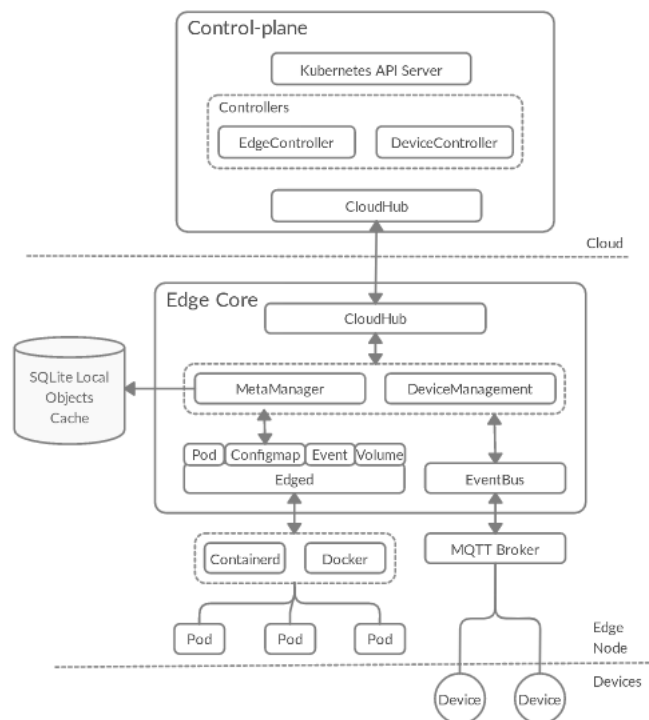 Control-plane
Kubernetes API Server
Controllers
EdgeController
DeviceController
CloudHub
Cloud
Edge Core
CloudHub
SQLite Local
Objects
Cache
MetaManager
DeviceManagement
Pod
Configmap
Event
Volume
Edged
EventBus
Containerd
Docker
MQTT Broker
Pod
Pod
Pod
Edge
Node
Devices
Device
Device